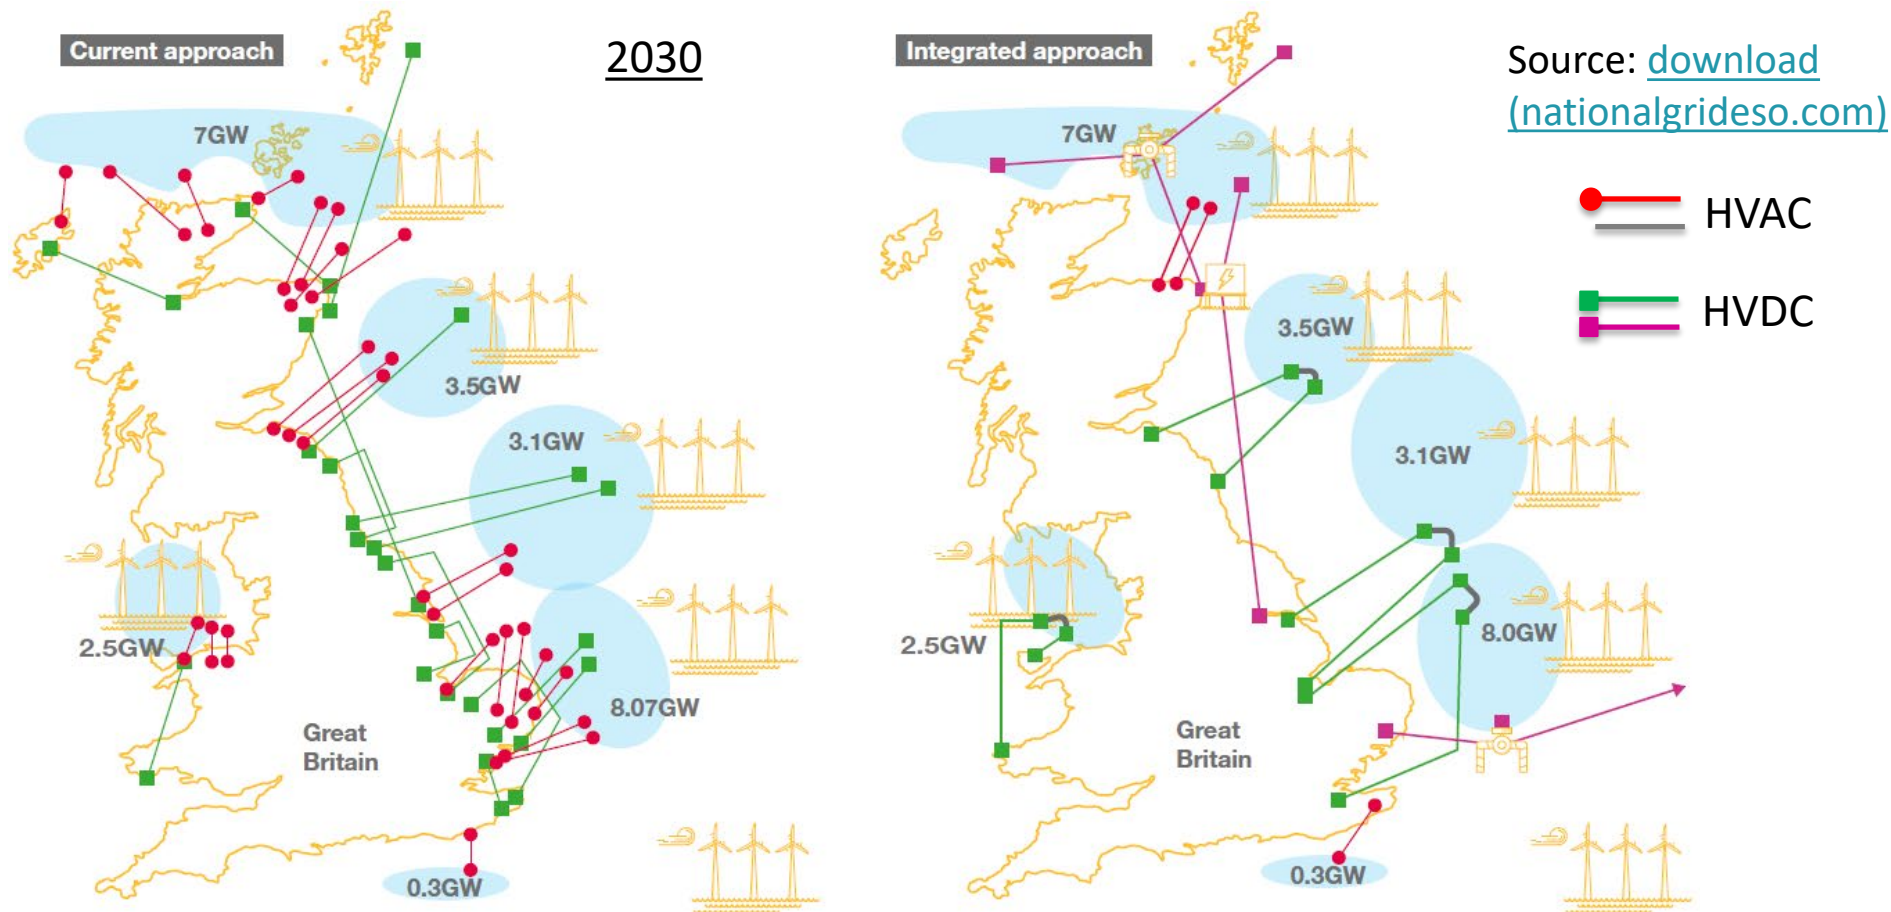 Current approach
2030
Integrated approach
Source: download
(nationalgrideso.com)
HVAC
HVDC
7GW
3.5GW
3.1GW
2.5GW
8.07GW
Great
Britain
0.3GW
7GW
3.5GW
3.1GW
2.5GW
8.0GW
Great
Britain
0.3GW